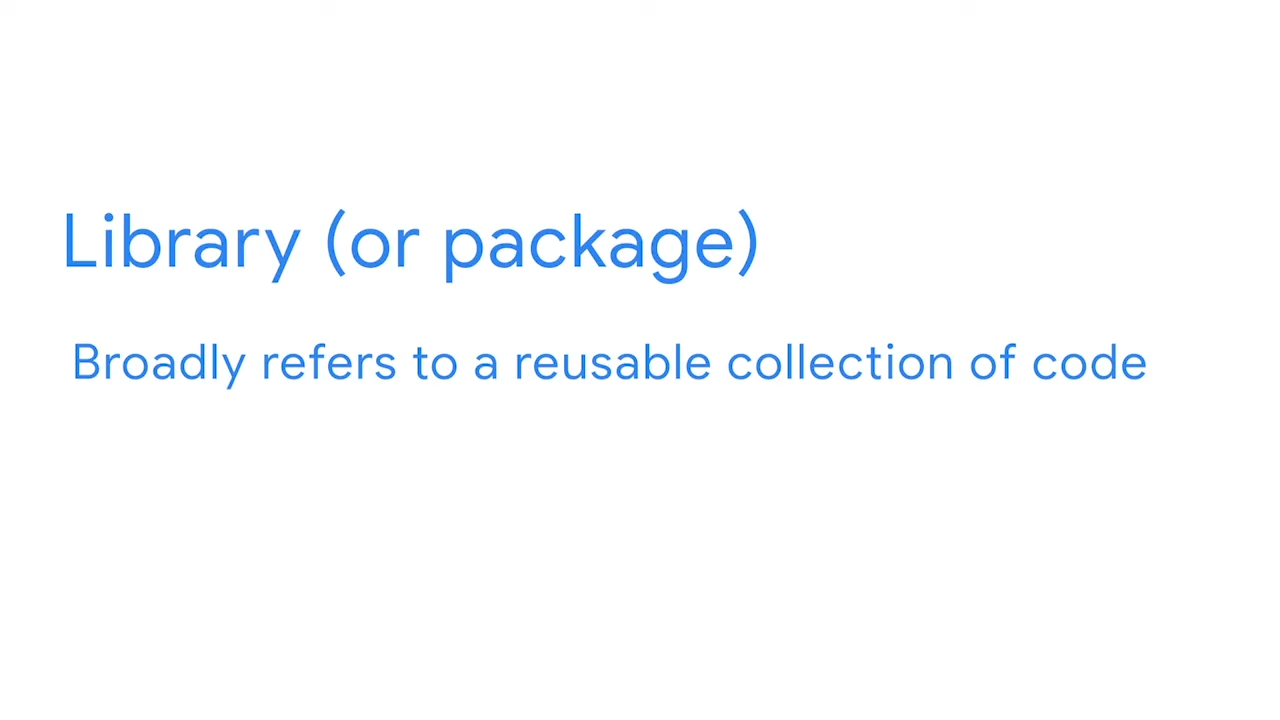 Library (or package)
Broadly refers to a reusable collection of code